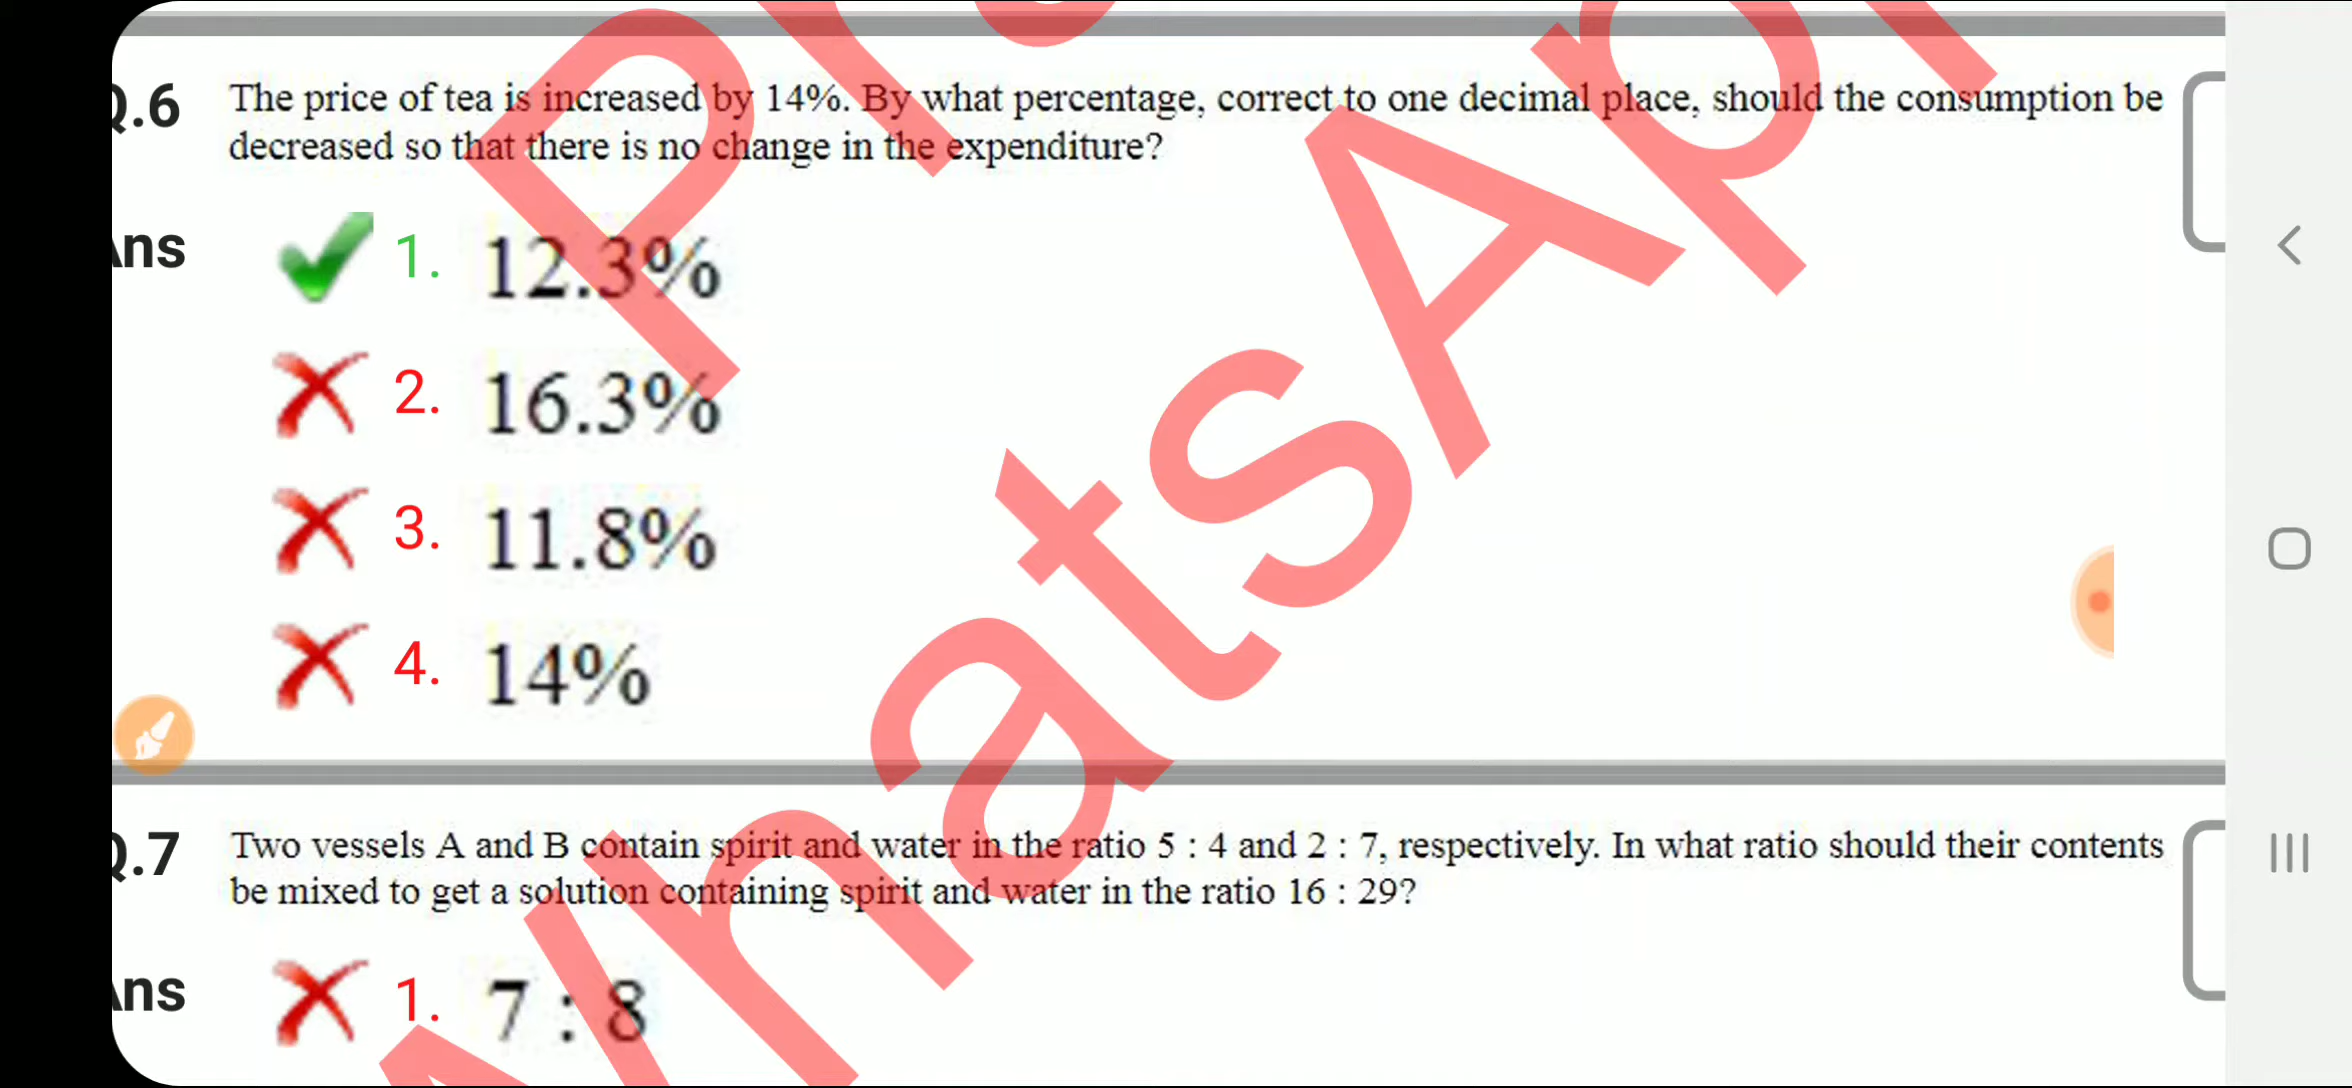 Q.6 The price of tea is increased by 14%. By what percentage, correct to one decimal place, should the consumption be
decreased so that there is no change in the expenditure?
Ans 1. 12.3%
2. 16.3%
3. 11.8%
4. 14%
Q.7 Two vessels A and B contain spirit and water in the ratio 5 : 4 and 2 : 7, respectively. In what ratio should their contents
be mixed to get a solution containing spirit and water in the ratio 16 : 29?
Ans 1. 7 : 8